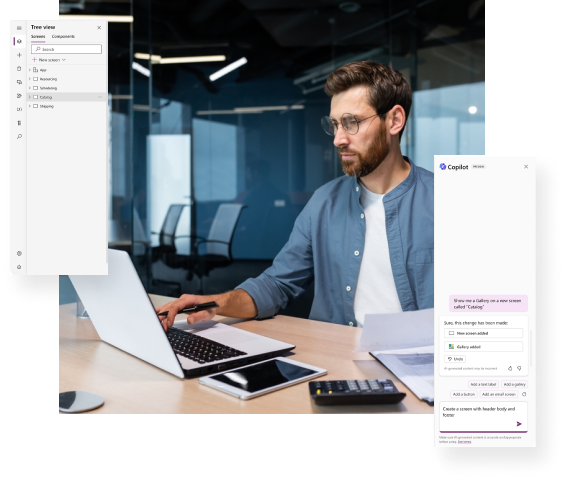 Tree view
Screens Components
Search
New screen
App
Resourcing
Scheduling
Catalog
Shipping
Copilot PREVIEW
Show me a Gallery on a new screen
called "Catalog"
Sure, this change has been made:
New screen added
Gallery added
Undo
AI-generated content may be incorrect
Add a text label Add a gallery
Add a button Add an email screen
Create a screen with header body and
footer
Make sure AI-generated content is accurate and appropriate
before using. See terms